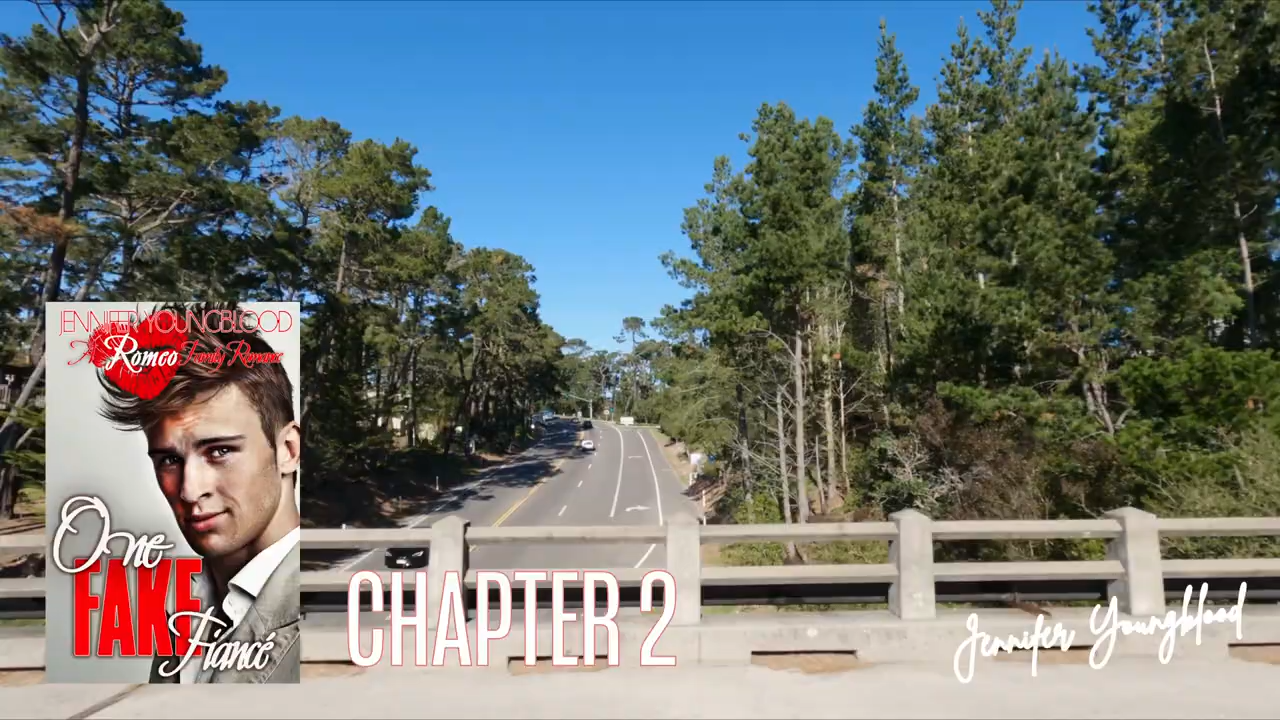 JENNIFER YOUNGBLOOD
A Romeo Family Romance
One
FAKE
Fiancé
CHAPTER 2
Jennifer Youngblood